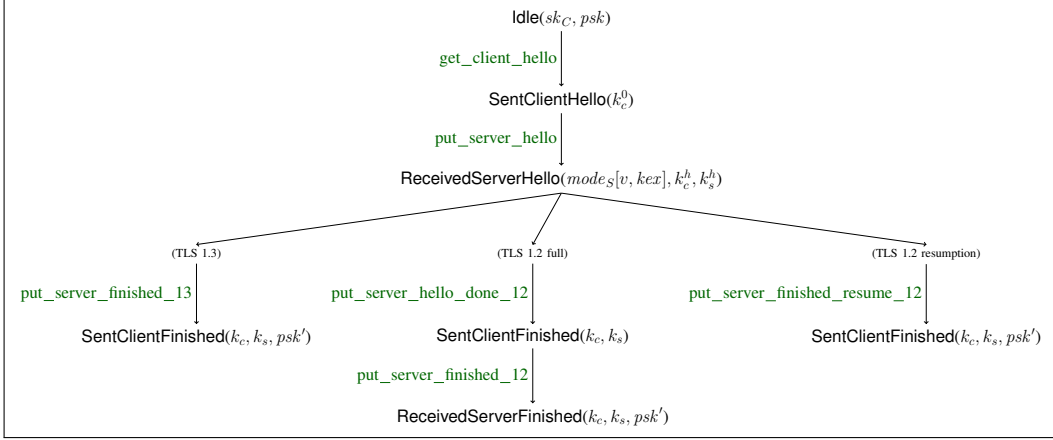 Idle(sk_C, psk)
get_client_hello
SentClientHello(k_c^0)
put_server_hello
ReceivedServerHello(mode_S[v, kex], k_c^h, k_s^h)
(TLS 1.3) (TLS 1.2 full) (TLS 1.2 resumption)
put_server_finished_13 put_server_hello_done_12 put_server_finished_resume_12
SentClientFinished(k_c, k_s, psk′) SentClientFinished(k_c, k_s) SentClientFinished(k_c, k_s, psk′)
put_server_finished_12
ReceivedServerFinished(k_c, k_s, psk′)